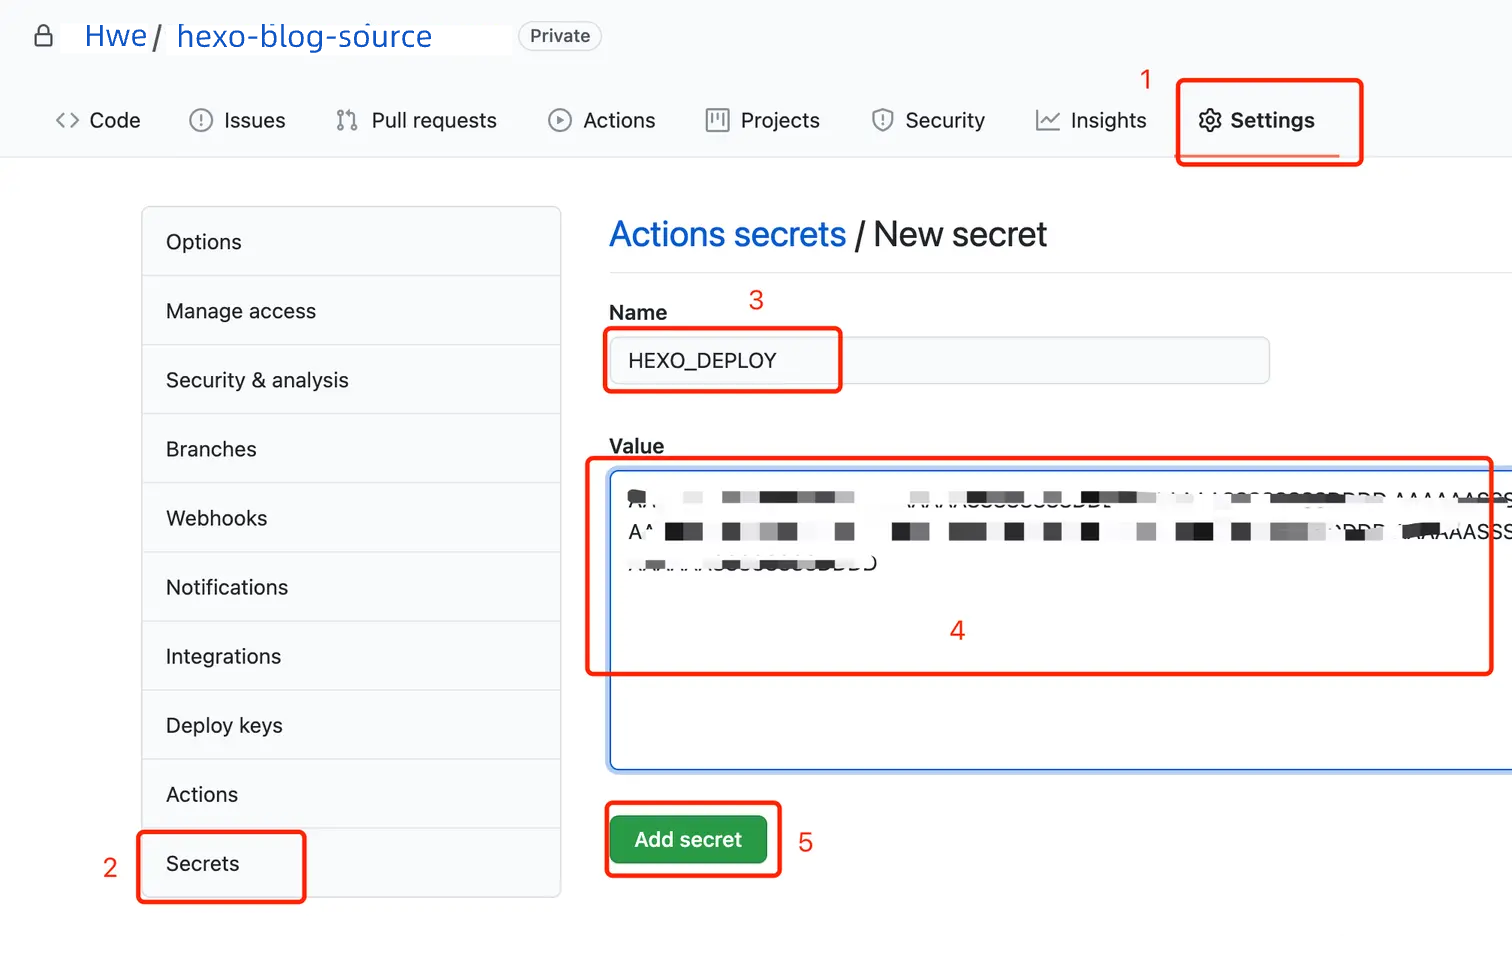 Hwe / hexo-blog-source Private
1
Code Issues Pull requests Actions Projects Security Insights Settings
Options
Manage access
Security & analysis
Branches
Webhooks
Notifications
Integrations
Deploy keys
Actions
2 Secrets
Actions secrets / New secret
Name 3
HEXO_DEPLOY
Value
4
Add secret 5